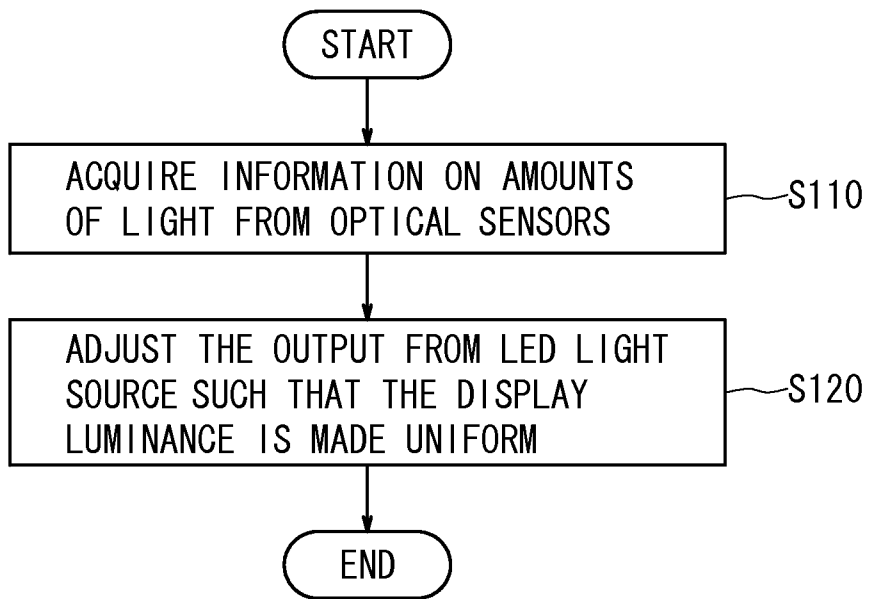 START
ACQUIRE INFORMATION ON AMOUNTS
OF LIGHT FROM OPTICAL SENSORS
S110
ADJUST THE OUTPUT FROM LED LIGHT
SOURCE SUCH THAT THE DISPLAY
LUMINANCE IS MADE UNIFORM
S120
END